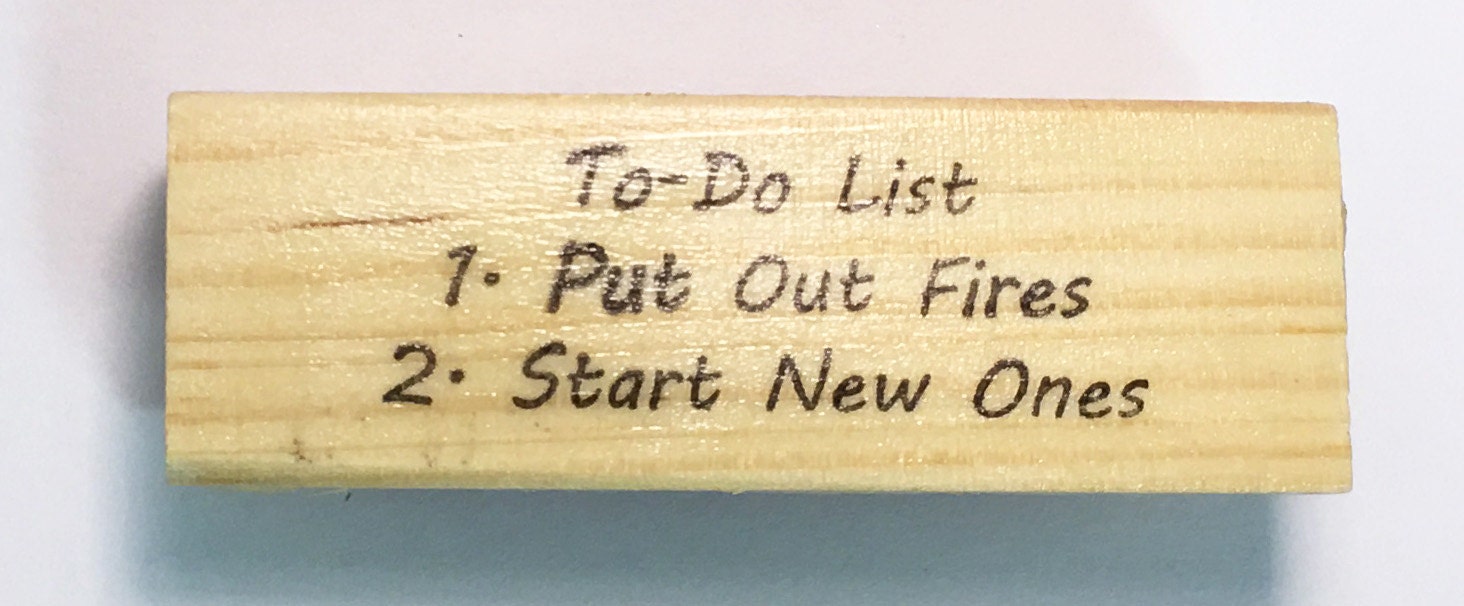 To-Do List
1. Put Out Fires
2. Start New Ones